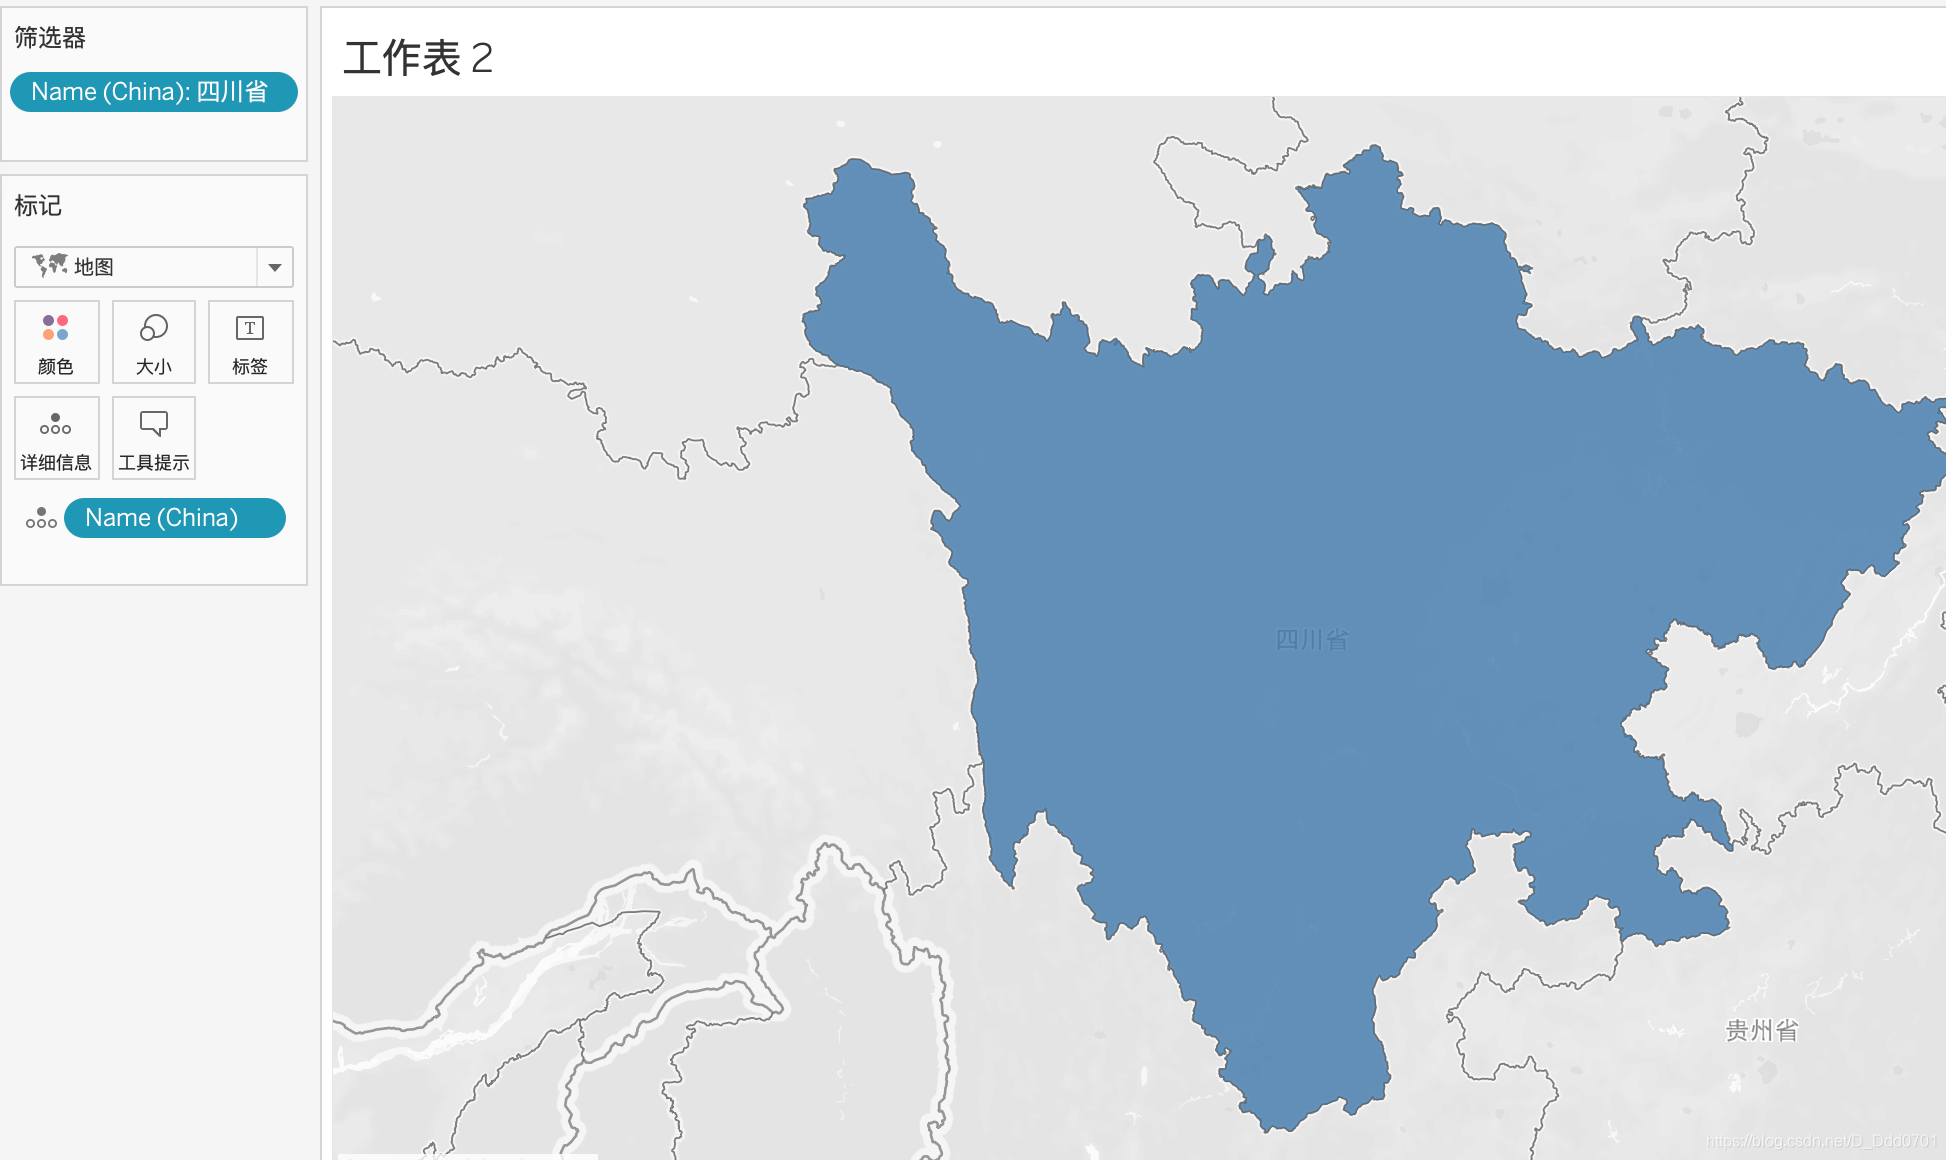 筛选器
Name (China): 四川省
标记
地图
颜色
大小
T
标签
详细信息
工具提示
Name (China)
工作表 2
四川省
贵州省
https://blog.csdn.net/D_Ddd0701